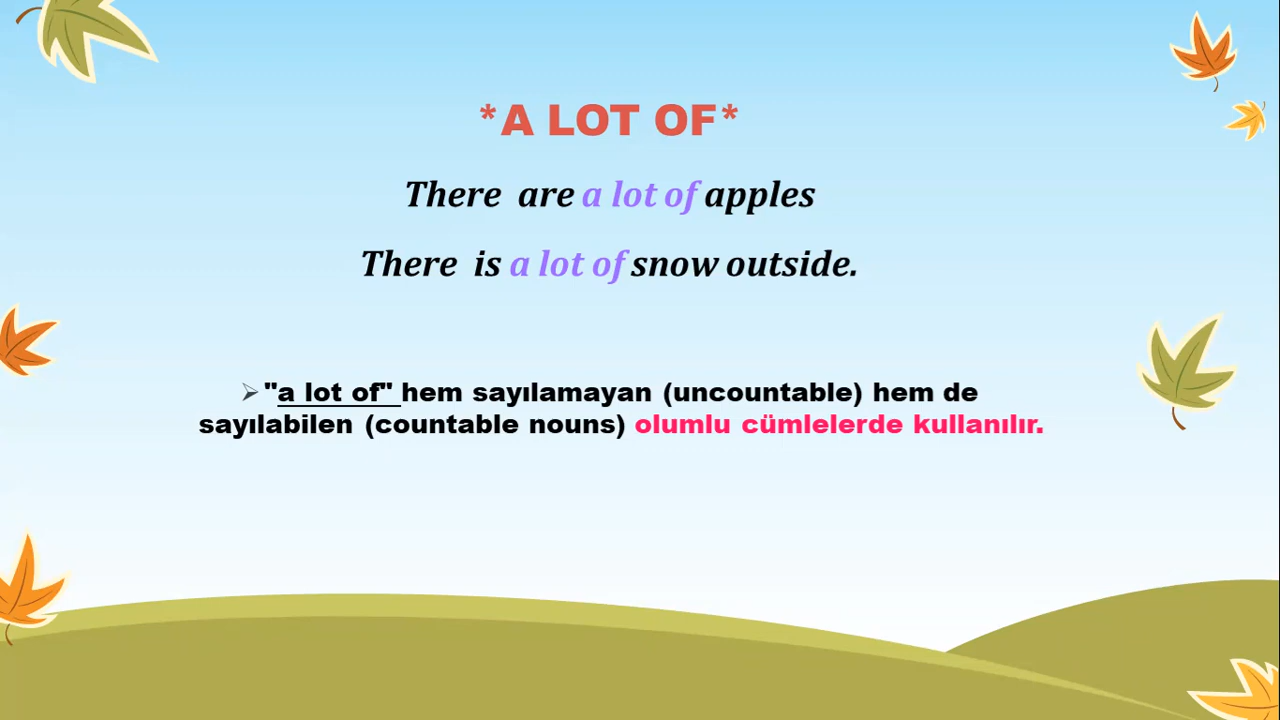 *A LOT OF*
There are a lot of apples
There is a lot of snow outside.
➢"a lot of" hem sayılamayan (uncountable) hem de
sayılabilen (countable nouns) olumlu cümlelerde kullanılır.